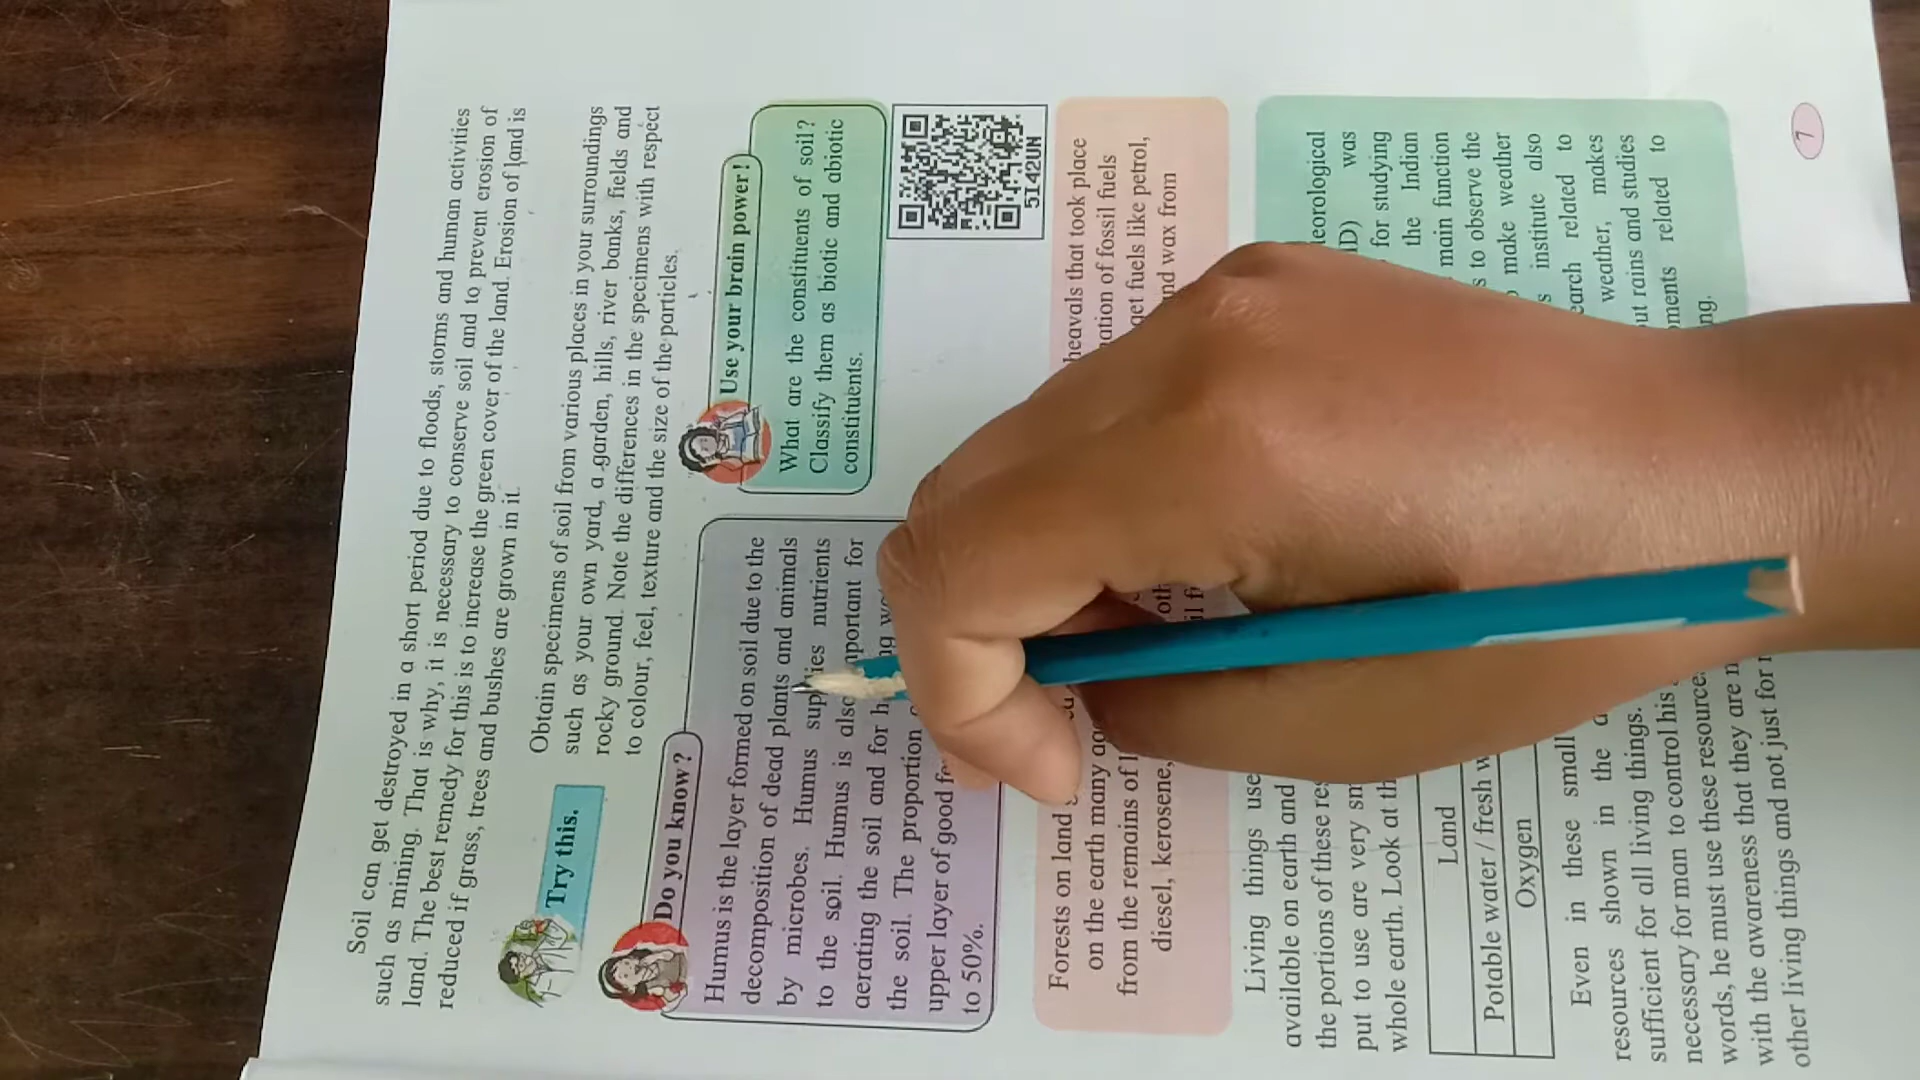 Soil can get destroyed in a short period due to floods, storms and human activities
such as mining. That is why, it is necessary to conserve soil and to prevent erosion of
land. The best remedy for this is to increase the green cover of the land. Erosion of land is
reduced if grass, trees and bushes are grown in it.
Try this.
Obtain specimens of soil from various places in your surroundings
such as your own yard, a garden, hills, river banks, fields and
rocky ground. Note the differences in the specimens with respect
to colour, feel, texture and the size of the particles.
Do you know?
Humus is the layer formed on soil due to the
decomposition of dead plants and animals
by microbes. Humus supplies nutrients
to the soil. Humus is also important for
aerating the soil and for
the soil. The proportion
upper layer of good
to 50%.
Use your brain power!
What are the constituents of soil?
Classify them as biotic and abiotic
constituents.
5I42UN
Forests on land heavals that took place
on the earth many of fossil fuels
from the remains of get fuels like petrol,
diesel, kerosene, and wax from
Living things use
available on earth and
the portions of these
put to use are very
whole earth. Look at
Land
Potable water / fresh
Oxygen
Even in these small
resources shown in the
sufficient for all living things.
necessary for man to control his
words, he must use these resource
with the awareness that they are
other living things and not just for
eorological
was
for studying
the Indian
main function
to observe the
make weather
institute also
related to
weather, makes
rains and studies
related to
7